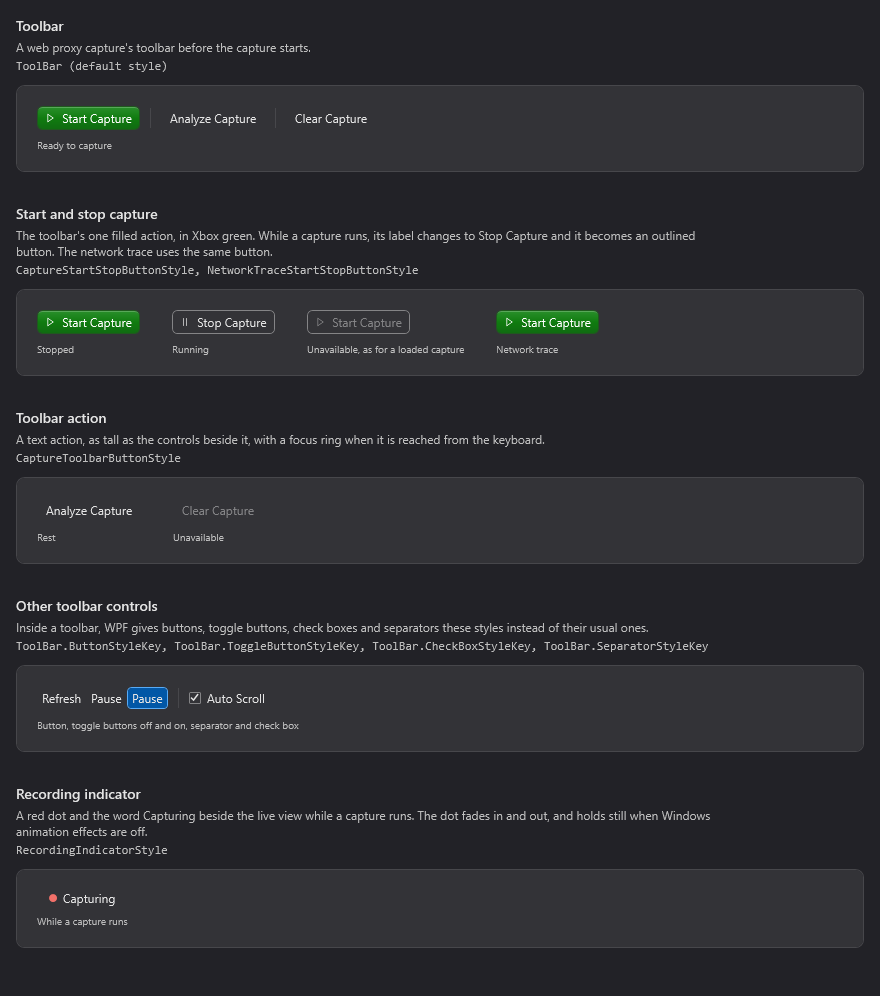 Toolbar
A web proxy capture's toolbar before the capture starts.
ToolBar (default style)
Start Capture Analyze Capture Clear Capture
Ready to capture
Start and stop capture
The toolbar's one filled action, in Xbox green. While a capture runs, its label changes to Stop Capture and it becomes an outlined
button. The network trace uses the same button.
CaptureStartStopButtonStyle, NetworkTraceStartStopButtonStyle
Start Capture Stop Capture Start Capture Start Capture
Stopped Running Unavailable, as for a loaded capture Network trace
Toolbar action
A text action, as tall as the controls beside it, with a focus ring when it is reached from the keyboard.
CaptureToolbarButtonStyle
Analyze Capture Clear Capture
Rest Unavailable
Other toolbar controls
Inside a toolbar, WPF gives buttons, toggle buttons, check boxes and separators these styles instead of their usual ones.
ToolBar.ButtonStyleKey, ToolBar.ToggleButtonStyleKey, ToolBar.CheckBoxStyleKey, ToolBar.SeparatorStyleKey
Refresh Pause Pause Auto Scroll
Button, toggle buttons off and on, separator and check box
Recording indicator
A red dot and the word Capturing beside the live view while a capture runs. The dot fades in and out, and holds still when Windows
animation effects are off.
RecordingIndicatorStyle
Capturing
While a capture runs